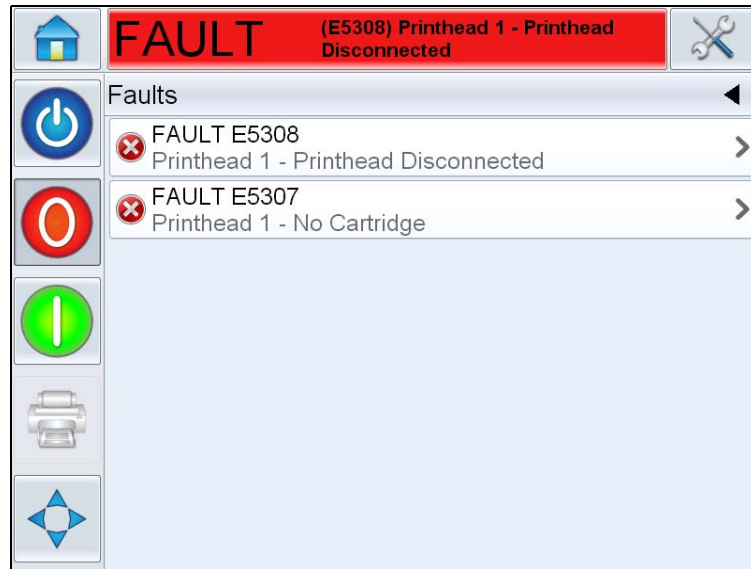 FAULT
(E5308) Printhead 1 - Printhead
Disconnected
Faults
FAULT E5308
Printhead 1 - Printhead Disconnected
FAULT E5307
Printhead 1 - No Cartridge